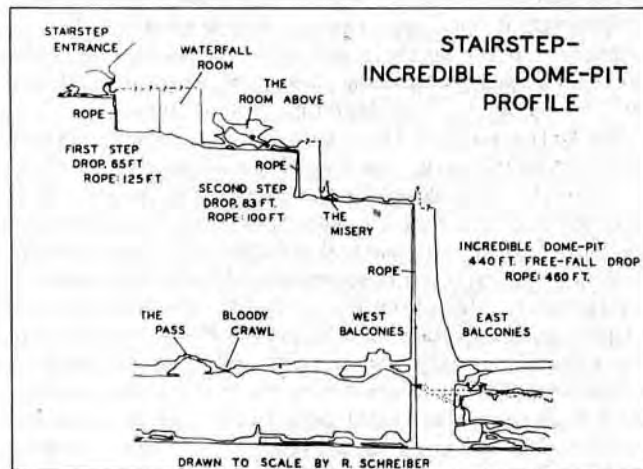 STAIRSTEP-
INCREDIBLE DOME-PIT
PROFILE
STAIRSTEP
ENTRANCE
WATERFALL
ROOM
THE
ROOM ABOVE
ROPE
FIRST STEP
DROP, 65 FT
ROPE: 125 FT.
ROPE
SECOND STEP
DROP, 83 FT.
ROPE: 100 FT.
THE
MISERY
INCREDIBLE DOME-PIT
440 FT. FREE-FALL DROP
ROPE: 460 FT.
ROPE
THE
PASS
BLOODY
CRAWL
WEST
BALCONIES
EAST
BALCONIES
DRAWN TO SCALE BY R. SCHREIBER